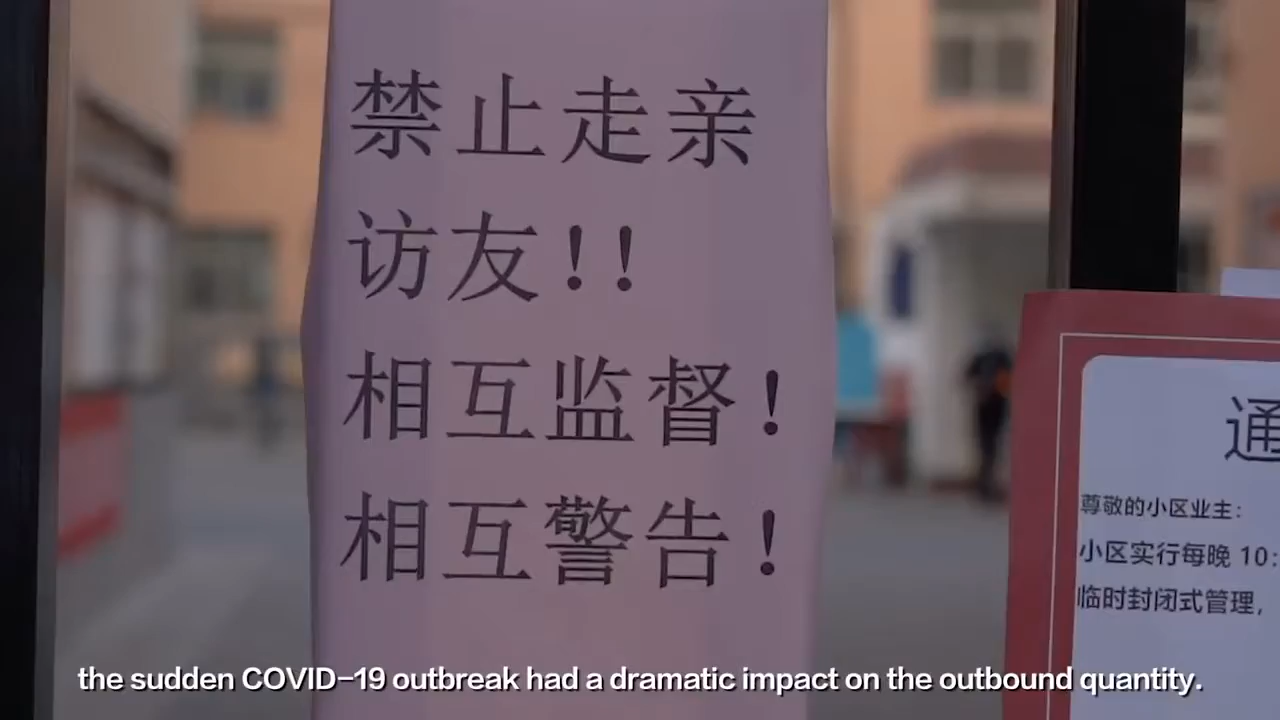 禁止走亲
访友!!
相互监督!
相互警告!
通
尊敬的小区业主:
小区实行每晚 10:
临时封闭式管理,
the sudden COVID-19 outbreak had a dramatic impact on the outbound quantity.